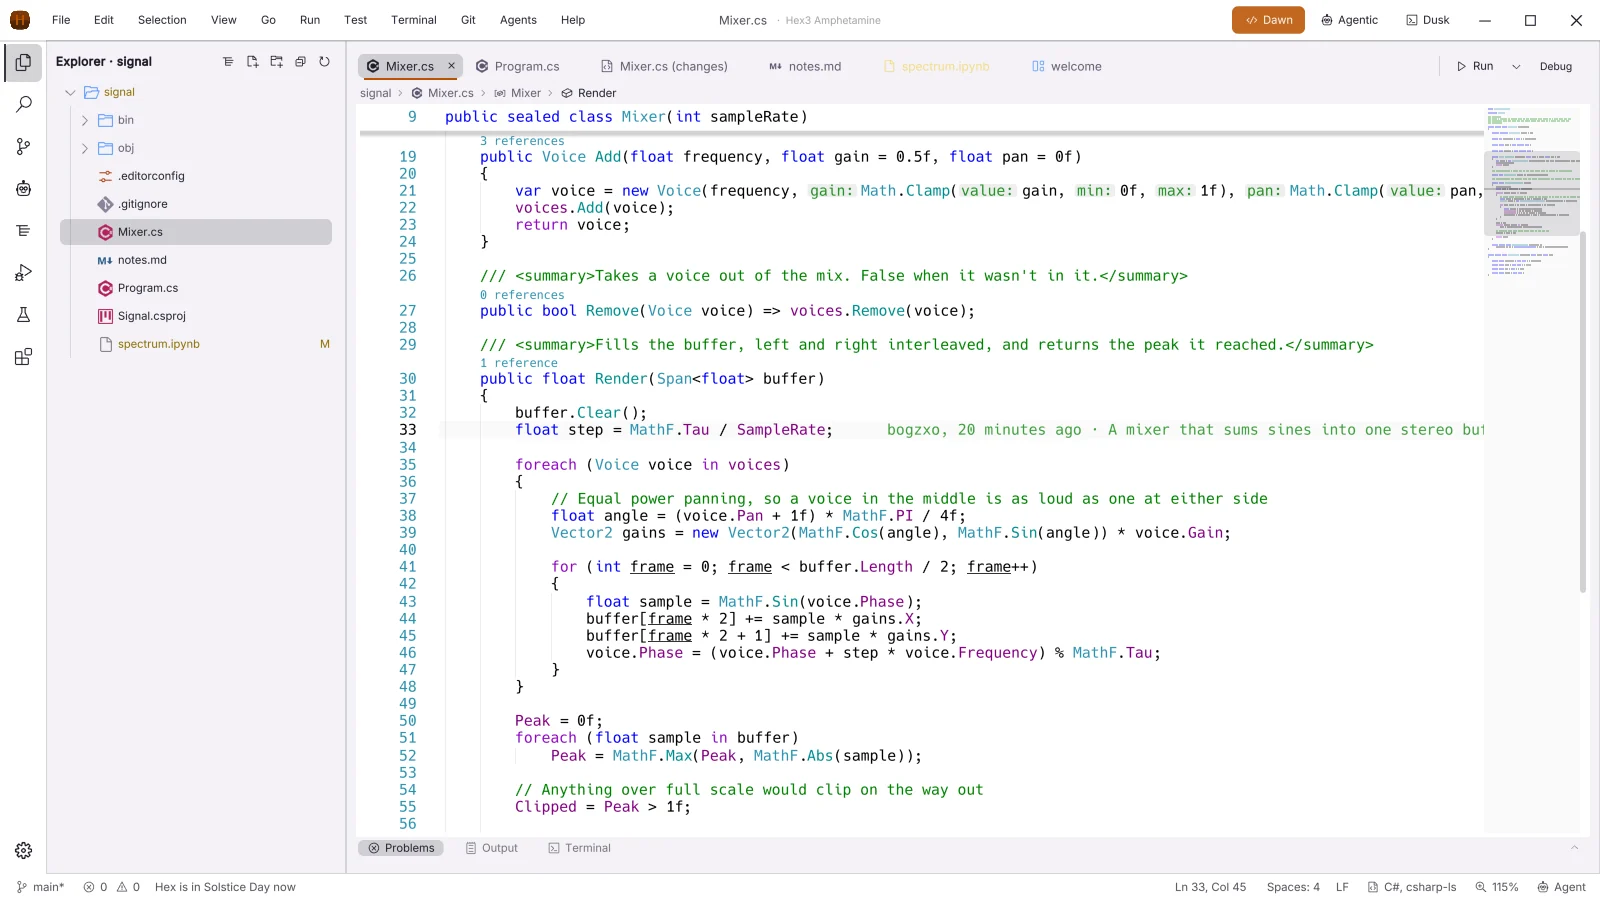 File Edit Selection View Go Run Test Terminal Git Agents Help Mixer.cs · Hex3 Amphetamine Dawn Agentic Dusk
Explorer · signal
signal
bin
obj
.editorconfig
.gitignore
Mixer.cs
notes.md
Program.cs
Signal.csproj
spectrum.ipynb M
Mixer.cs Program.cs Mixer.cs (changes) notes.md spectrum.ipynb welcome Run Debug
signal > Mixer.cs > Mixer > Render
9 public sealed class Mixer(int sampleRate)
3 references
19 public Voice Add(float frequency, float gain = 0.5f, float pan = 0f)
20 {
21 var voice = new Voice(frequency, gain: Math.Clamp(value: gain, min: 0f, max: 1f), pan: Math.Clamp(value: pan,
22 voices.Add(voice);
23 return voice;
24 }
25
26 /// <summary>Takes a voice out of the mix. False when it wasn't in it.</summary>
0 references
27 public bool Remove(Voice voice) => voices.Remove(voice);
28
29 /// <summary>Fills the buffer, left and right interleaved, and returns the peak it reached.</summary>
1 reference
30 public float Render(Span<float> buffer)
31 {
32 buffer.Clear();
33 float step = MathF.Tau / SampleRate; bogzxo, 20 minutes ago · A mixer that sums sines into one stereo buf
34
35 foreach (Voice voice in voices)
36 {
37 // Equal power panning, so a voice in the middle is as loud as one at either side
38 float angle = (voice.Pan + 1f) * MathF.PI / 4f;
39 Vector2 gains = new Vector2(MathF.Cos(angle), MathF.Sin(angle)) * voice.Gain;
40
41 for (int frame = 0; frame < buffer.Length / 2; frame++)
42 {
43 float sample = MathF.Sin(voice.Phase);
44 buffer[frame * 2] += sample * gains.X;
45 buffer[frame * 2 + 1] += sample * gains.Y;
46 voice.Phase = (voice.Phase + step * voice.Frequency) % MathF.Tau;
47 }
48 }
49
50 Peak = 0f;
51 foreach (float sample in buffer)
52 Peak = MathF.Max(Peak, MathF.Abs(sample));
53
54 // Anything over full scale would clip on the way out
55 Clipped = Peak > 1f;
56
Problems Output Terminal
main* 0 0 Hex is in Solstice Day now Ln 33, Col 45 Spaces: 4 LF C#, csharp-ls 115% Agent